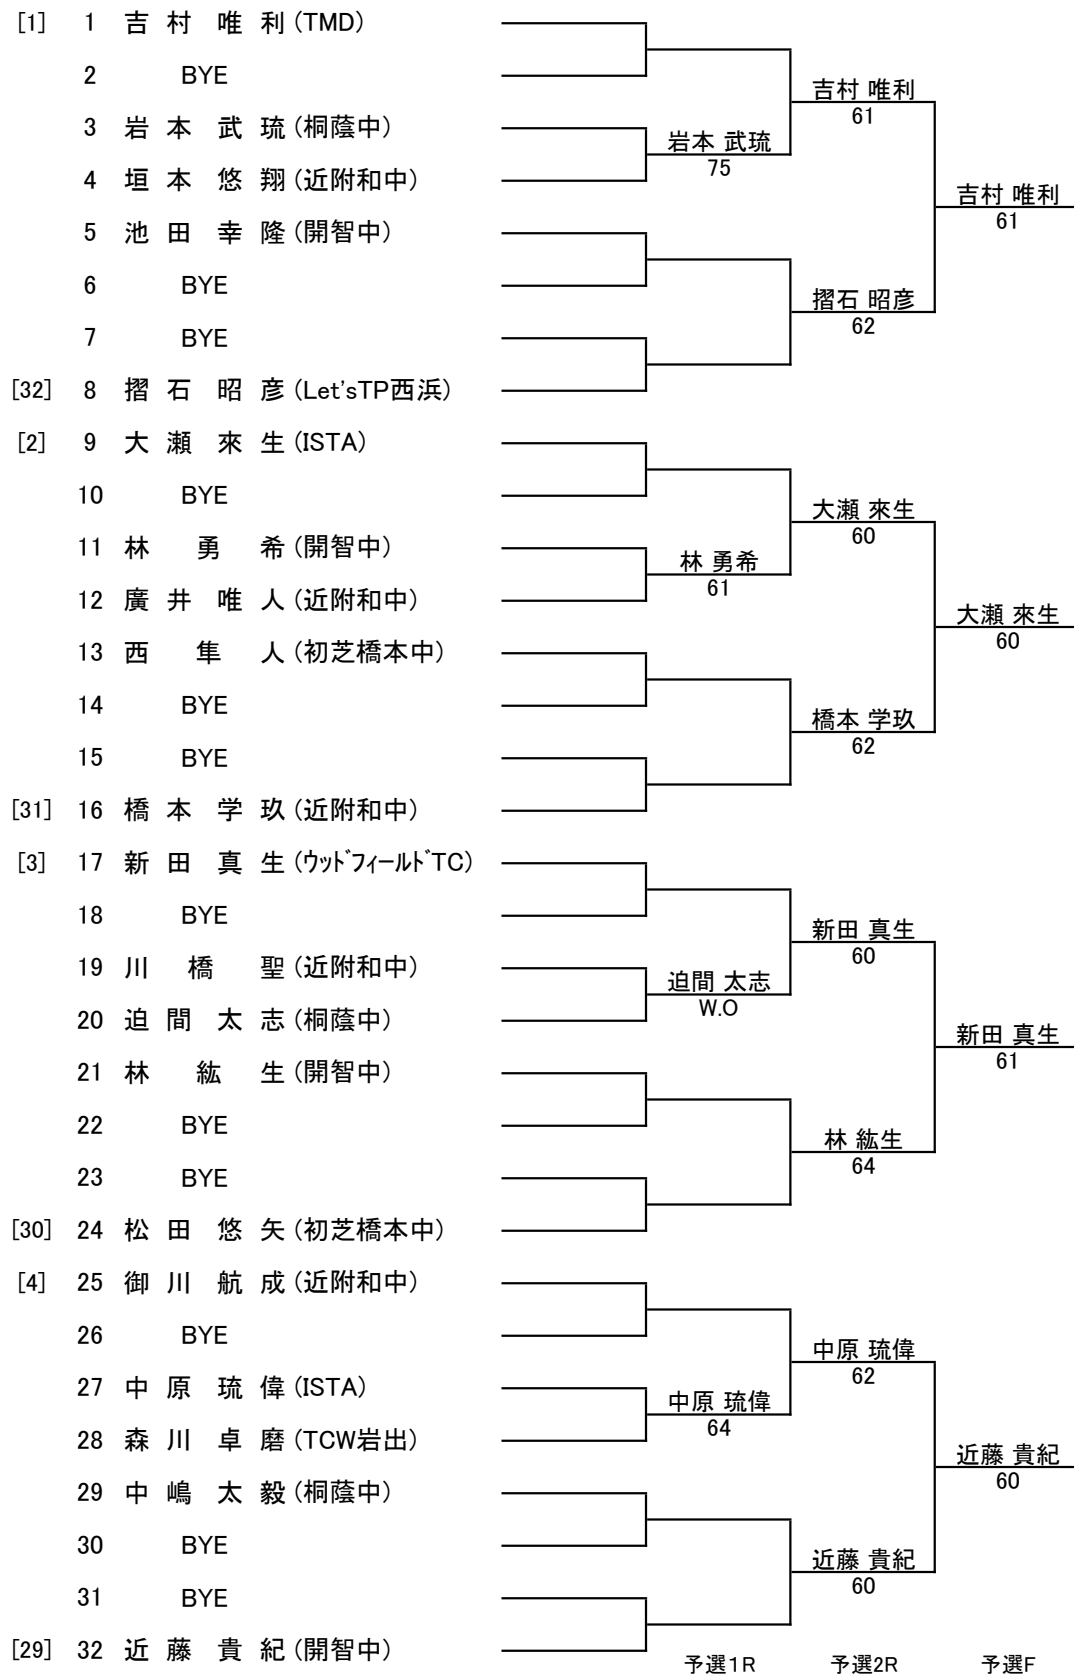 [1] 1 吉村 唯利 (TMD)
2 BYE
吉村 唯利
61
3 岩本 武琉 (桐蔭中)
岩本 武琉
75
4 垣本 悠翔 (近附和中)
吉村 唯利
61
5 池田 幸隆 (開智中)
6 BYE
摺石 昭彦
62
7 BYE
[32] 8 摺石 昭彦 (Let'sTP西浜)
[2] 9 大瀬 來生 (ISTA)
10 BYE
大瀬 來生
60
11 林 勇希 (開智中)
林 勇希
61
12 廣井 唯人 (近附和中)
大瀬 來生
60
13 西 隼人 (初芝橋本中)
14 BYE
橋本 学玖
62
15 BYE
[31] 16 橋本 学玖 (近附和中)
[3] 17 新田 真生 (ウッドフィールドTC)
18 BYE
新田 真生
60
19 川橋 聖 (近附和中)
迫間 太志
W.O
20 迫間 太志 (桐蔭中)
新田 真生
61
21 林 紘生 (開智中)
22 BYE
林 紘生
64
23 BYE
[30] 24 松田 悠矢 (初芝橋本中)
[4] 25 御川 航成 (近附和中)
26 BYE
中原 琉偉
62
27 中原 琉偉 (ISTA)
中原 琉偉
64
28 森川 卓磨 (TCW岩出)
近藤 貴紀
60
29 中嶋 太毅 (桐蔭中)
30 BYE
近藤 貴紀
60
31 BYE
[29] 32 近藤 貴紀 (開智中)
予選1R 予選2R 予選F